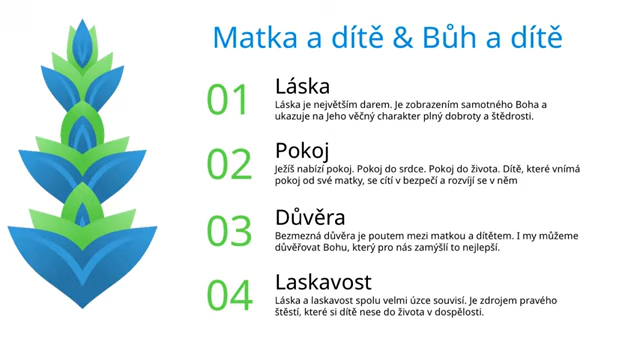 Matka a dítě & Bůh a dítě
01
Láska
Láska je největším darem. Je zobrazením samotného Boha a
ukazuje na Jeho věčný charakter plný dobroty a štědrosti.
02
Pokoj
Ježíš nabízí pokoj. Pokoj do srdce. Pokoj do života. Dítě, které vnímá
pokoj od své matky, se cítí v bezpečí a rozvíjí se v něm
03
Důvěra
Bezmezná důvěra je poutem mezi matkou a dítětem. I my můžeme
důvěřovat Bohu, který pro nás zamýšlí to nejlepší.
04
Laskavost
Láska a laskavost spolu velmi úzce souvisí. Je zdrojem pravého
štěstí, které si dítě nese do života v dospělosti.